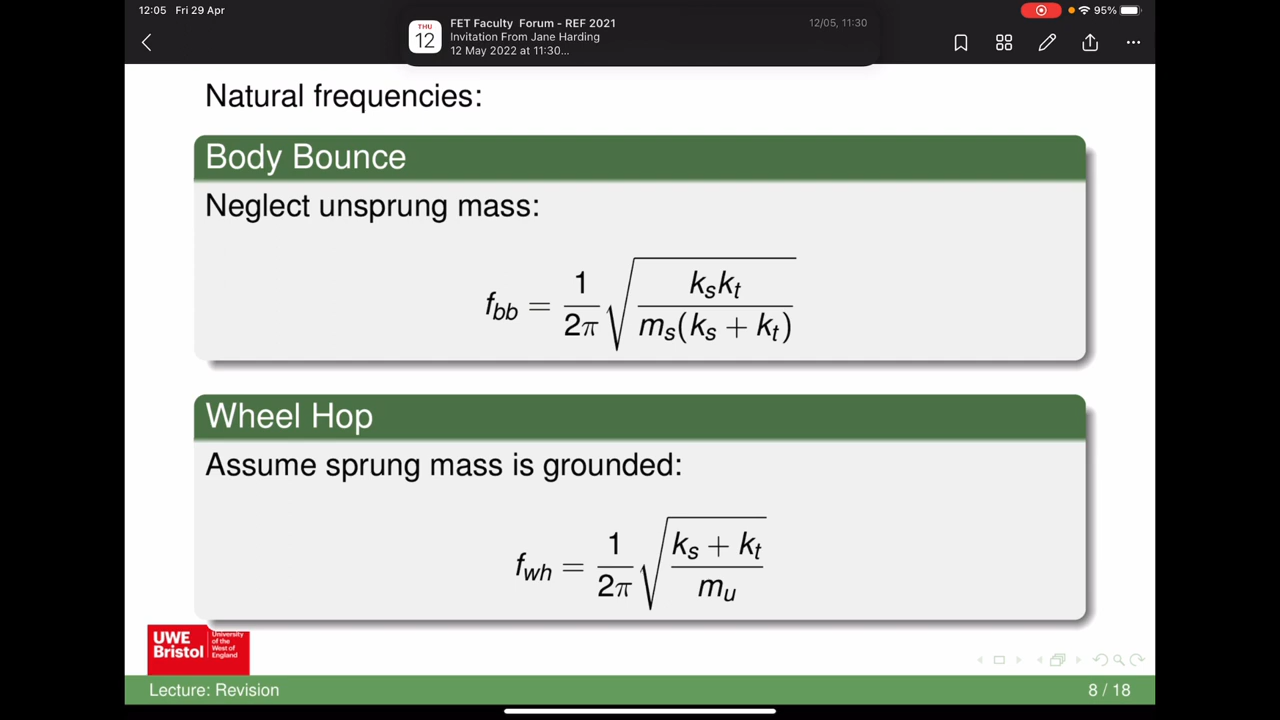 12:05 Fri 29 Apr
95%
THU
12
FET Faculty Forum - REF 2021
12/05, 11:30
Invitation From Jane Harding
12 May 2022 at 11:30...
Natural frequencies:
Body Bounce
Neglect unsprung mass:
f_bb = 1/2π √(k_s k_t / m_s(k_s + k_t))
Wheel Hop
Assume sprung mass is grounded:
f_wh = 1/2π √((k_s + k_t) / m_u)
UWE
Bristol
University
of the
West of
England
Lecture: Revision
8 / 18